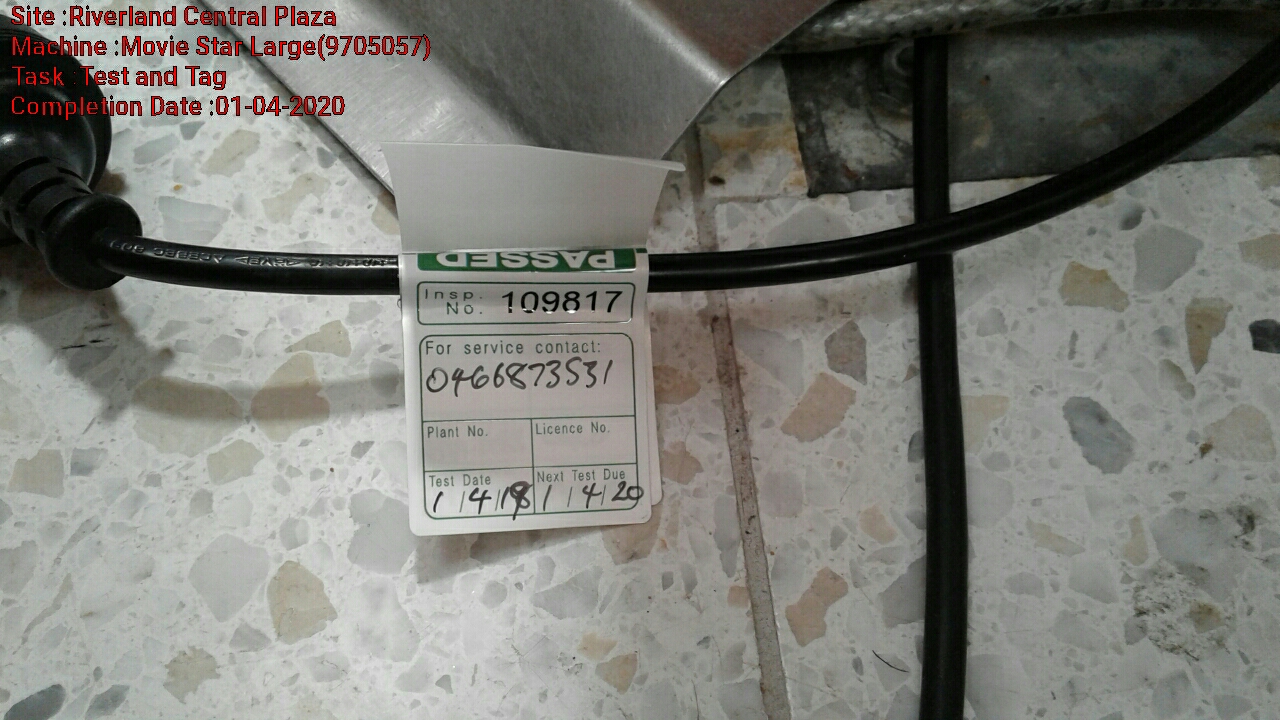 Site :Riverland Central Plaza
Machine :Movie Star Large(9705057)
Task :Test and Tag
Completion Date :01-04-2020
PASSED
Insp. No. 109817
For service contact:
0466873531
Plant No. Licence No.
Test Date Next Test Due
1/4/18 1/4/20